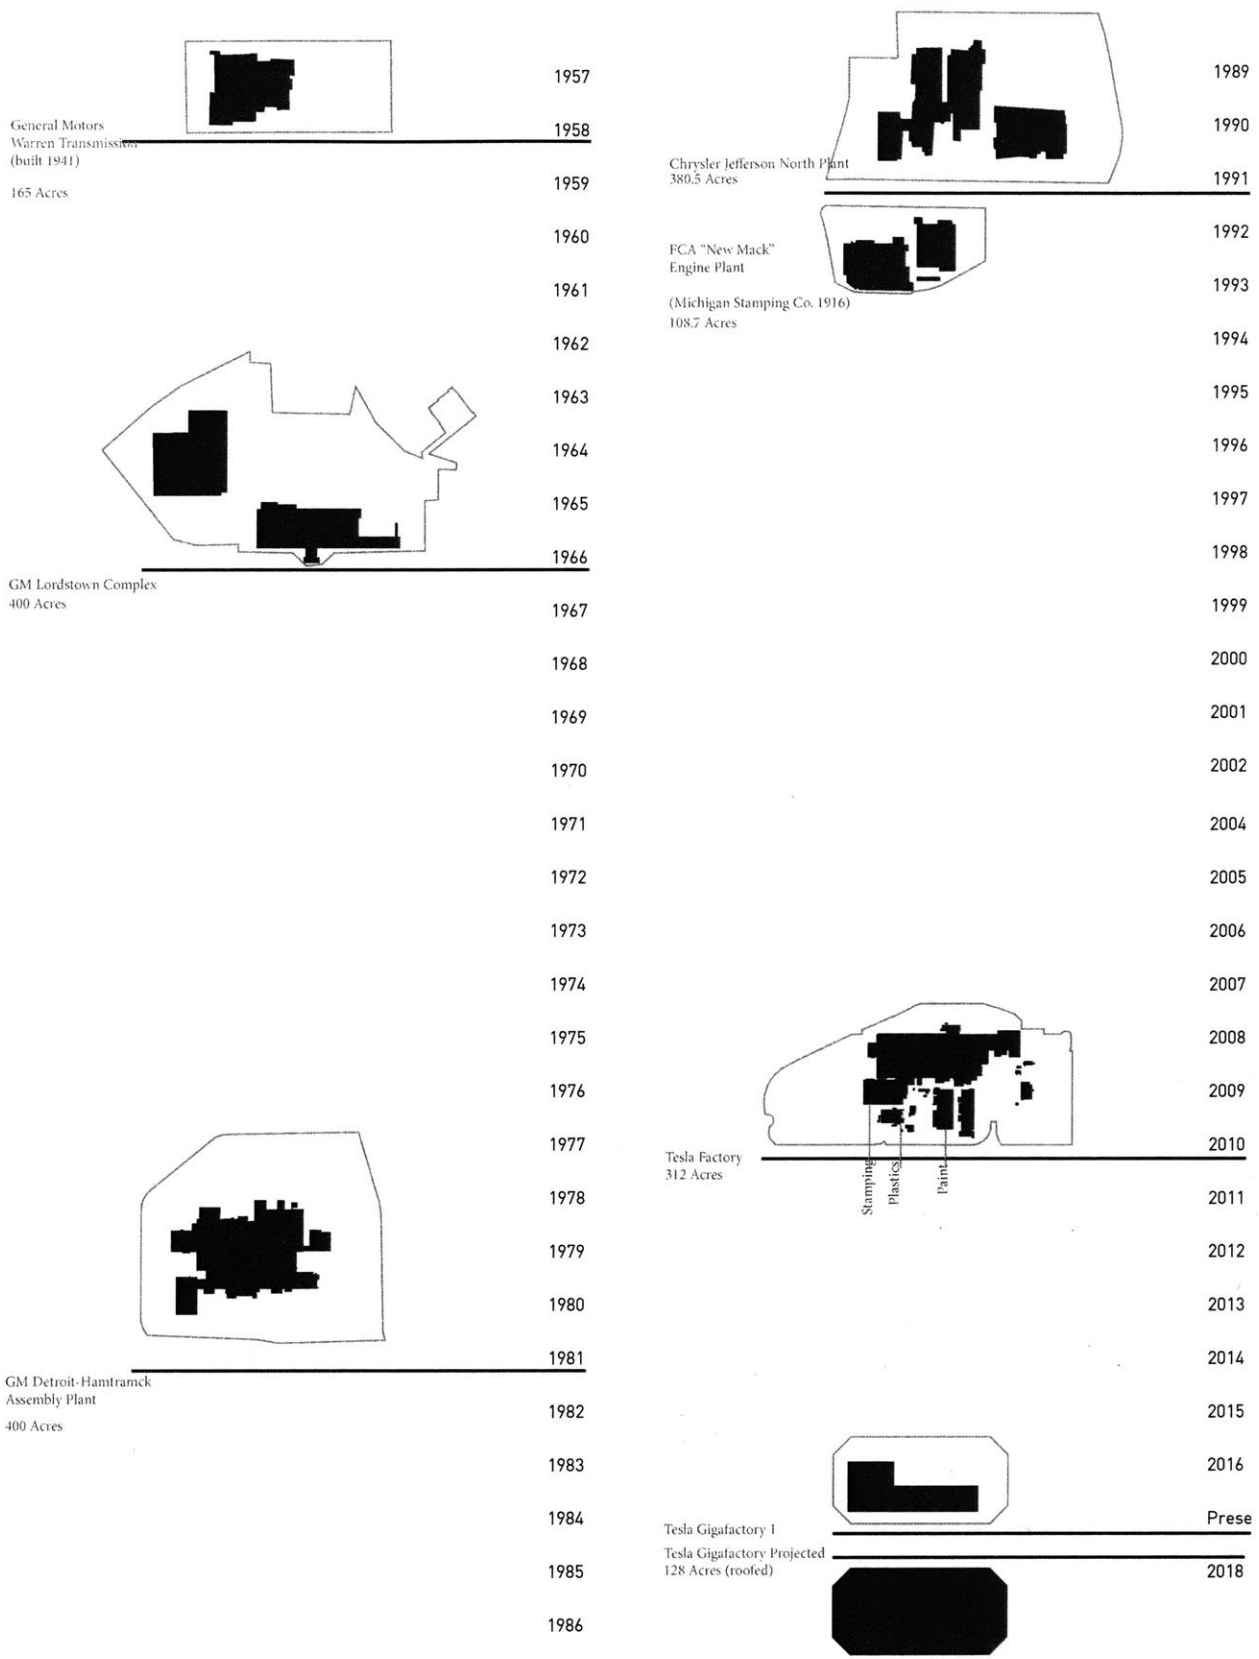 1957
General Motors
1958
Warren Transmission
(built 1941)
1959
165 Acres
1960
1961
1962
1963
1964
1965
1966
GM Lordstown Complex
400 Acres
1967
1968
1969
1970
1971
1972
1973
1974
1975
1976
1977
1978
1979
1980
1981
GM Detroit-Hamtramck
Assembly Plant
1982
400 Acres
1983
1984
1985
1986
1989
1990
Chrysler Jefferson North Plant
380.5 Acres
1991
1992
FCA "New Mack"
Engine Plant
1993
(Michigan Stamping Co. 1916)
108.7 Acres
1994
1995
1996
1997
1998
1999
2000
2001
2002
2004
2005
2006
2007
2008
2009
2010
Tesla Factory
312 Acres
Stamping
Plastics
Paint
2011
2012
2013
2014
2015
2016
Prese
Tesla Gigafactory 1
Tesla Gigafactory Projected
128 Acres (roofed)
2018